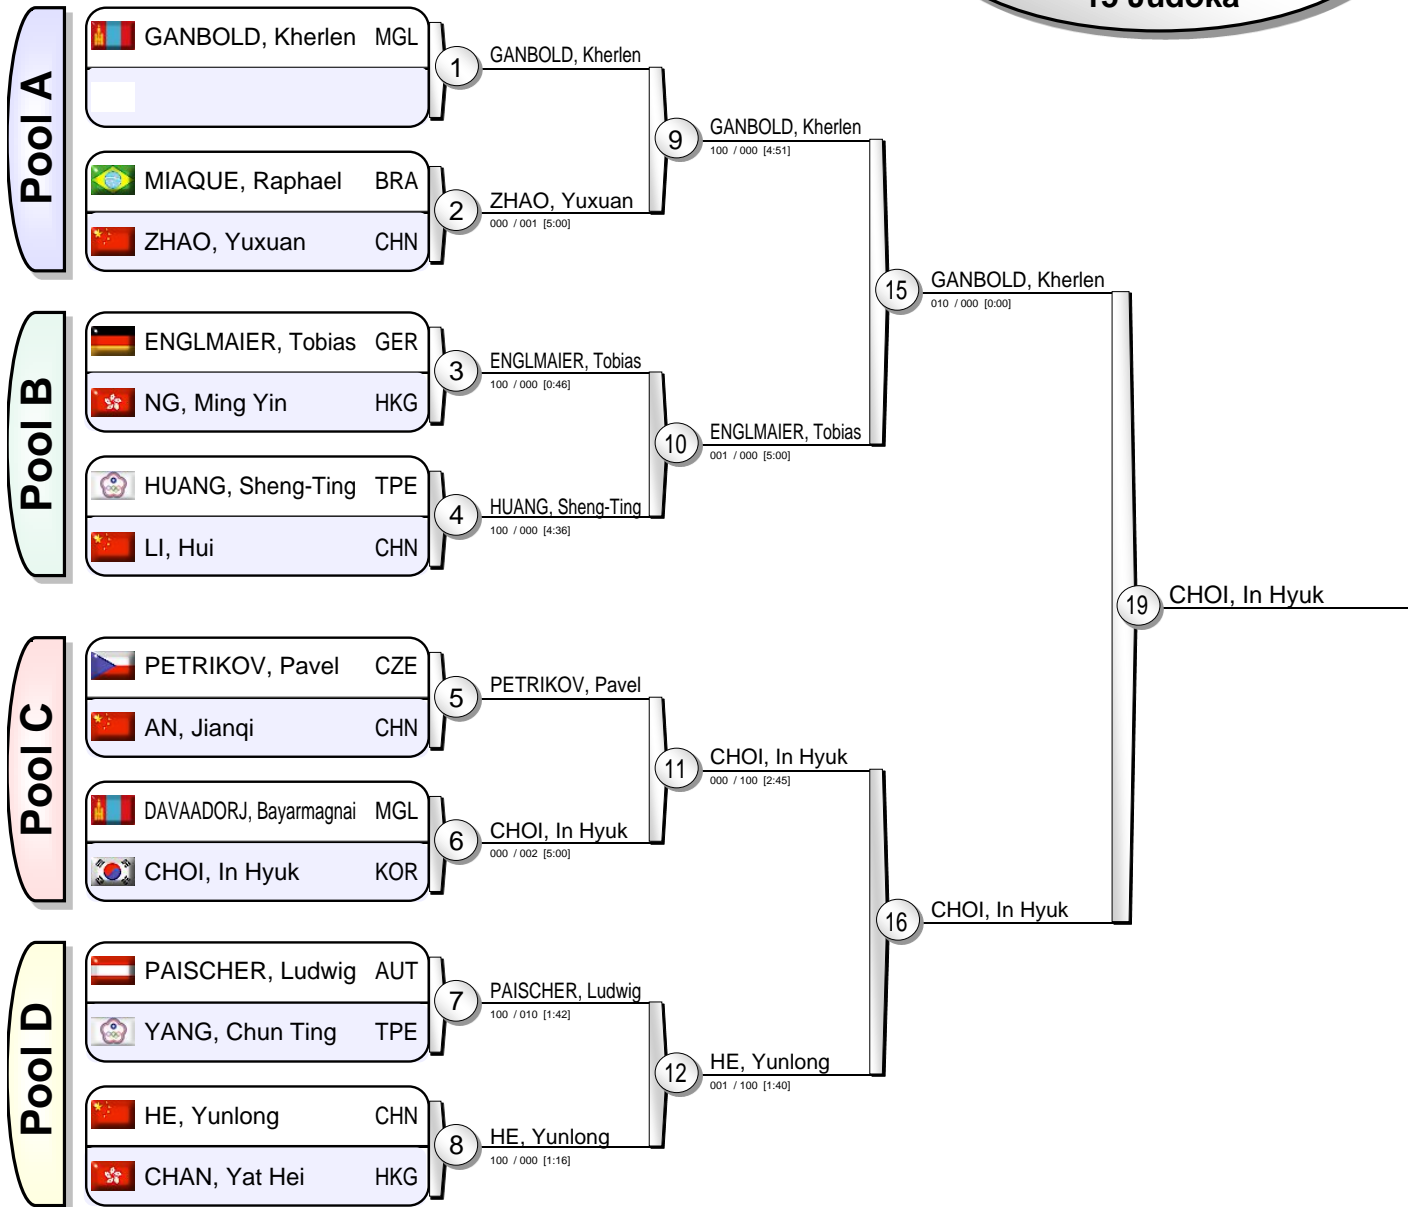 15 Judoka
Pool A
GANBOLD, Kherlen MGL
1
GANBOLD, Kherlen
MIAQUE, Raphael BRA
ZHAO, Yuxuan CHN
2
ZHAO, Yuxuan
000 / 001 [5:00]
9
GANBOLD, Kherlen
100 / 000 [4:51]
Pool B
ENGLMAIER, Tobias GER
NG, Ming Yin HKG
3
ENGLMAIER, Tobias
100 / 000 [0:46]
HUANG, Sheng-Ting TPE
LI, Hui CHN
4
HUANG, Sheng-Ting
100 / 000 [4:36]
10
ENGLMAIER, Tobias
001 / 000 [5:00]
15
GANBOLD, Kherlen
010 / 000 [0:00]
Pool C
PETRIKOV, Pavel CZE
AN, Jianqi CHN
5
PETRIKOV, Pavel
DAVAADORJ, Bayarmagnai MGL
CHOI, In Hyuk KOR
6
CHOI, In Hyuk
000 / 002 [5:00]
11
CHOI, In Hyuk
000 / 100 [2:45]
Pool D
PAISCHER, Ludwig AUT
YANG, Chun Ting TPE
7
PAISCHER, Ludwig
100 / 010 [1:42]
HE, Yunlong CHN
CHAN, Yat Hei HKG
8
HE, Yunlong
100 / 000 [1:16]
12
HE, Yunlong
001 / 100 [1:40]
16
CHOI, In Hyuk
19
CHOI, In Hyuk